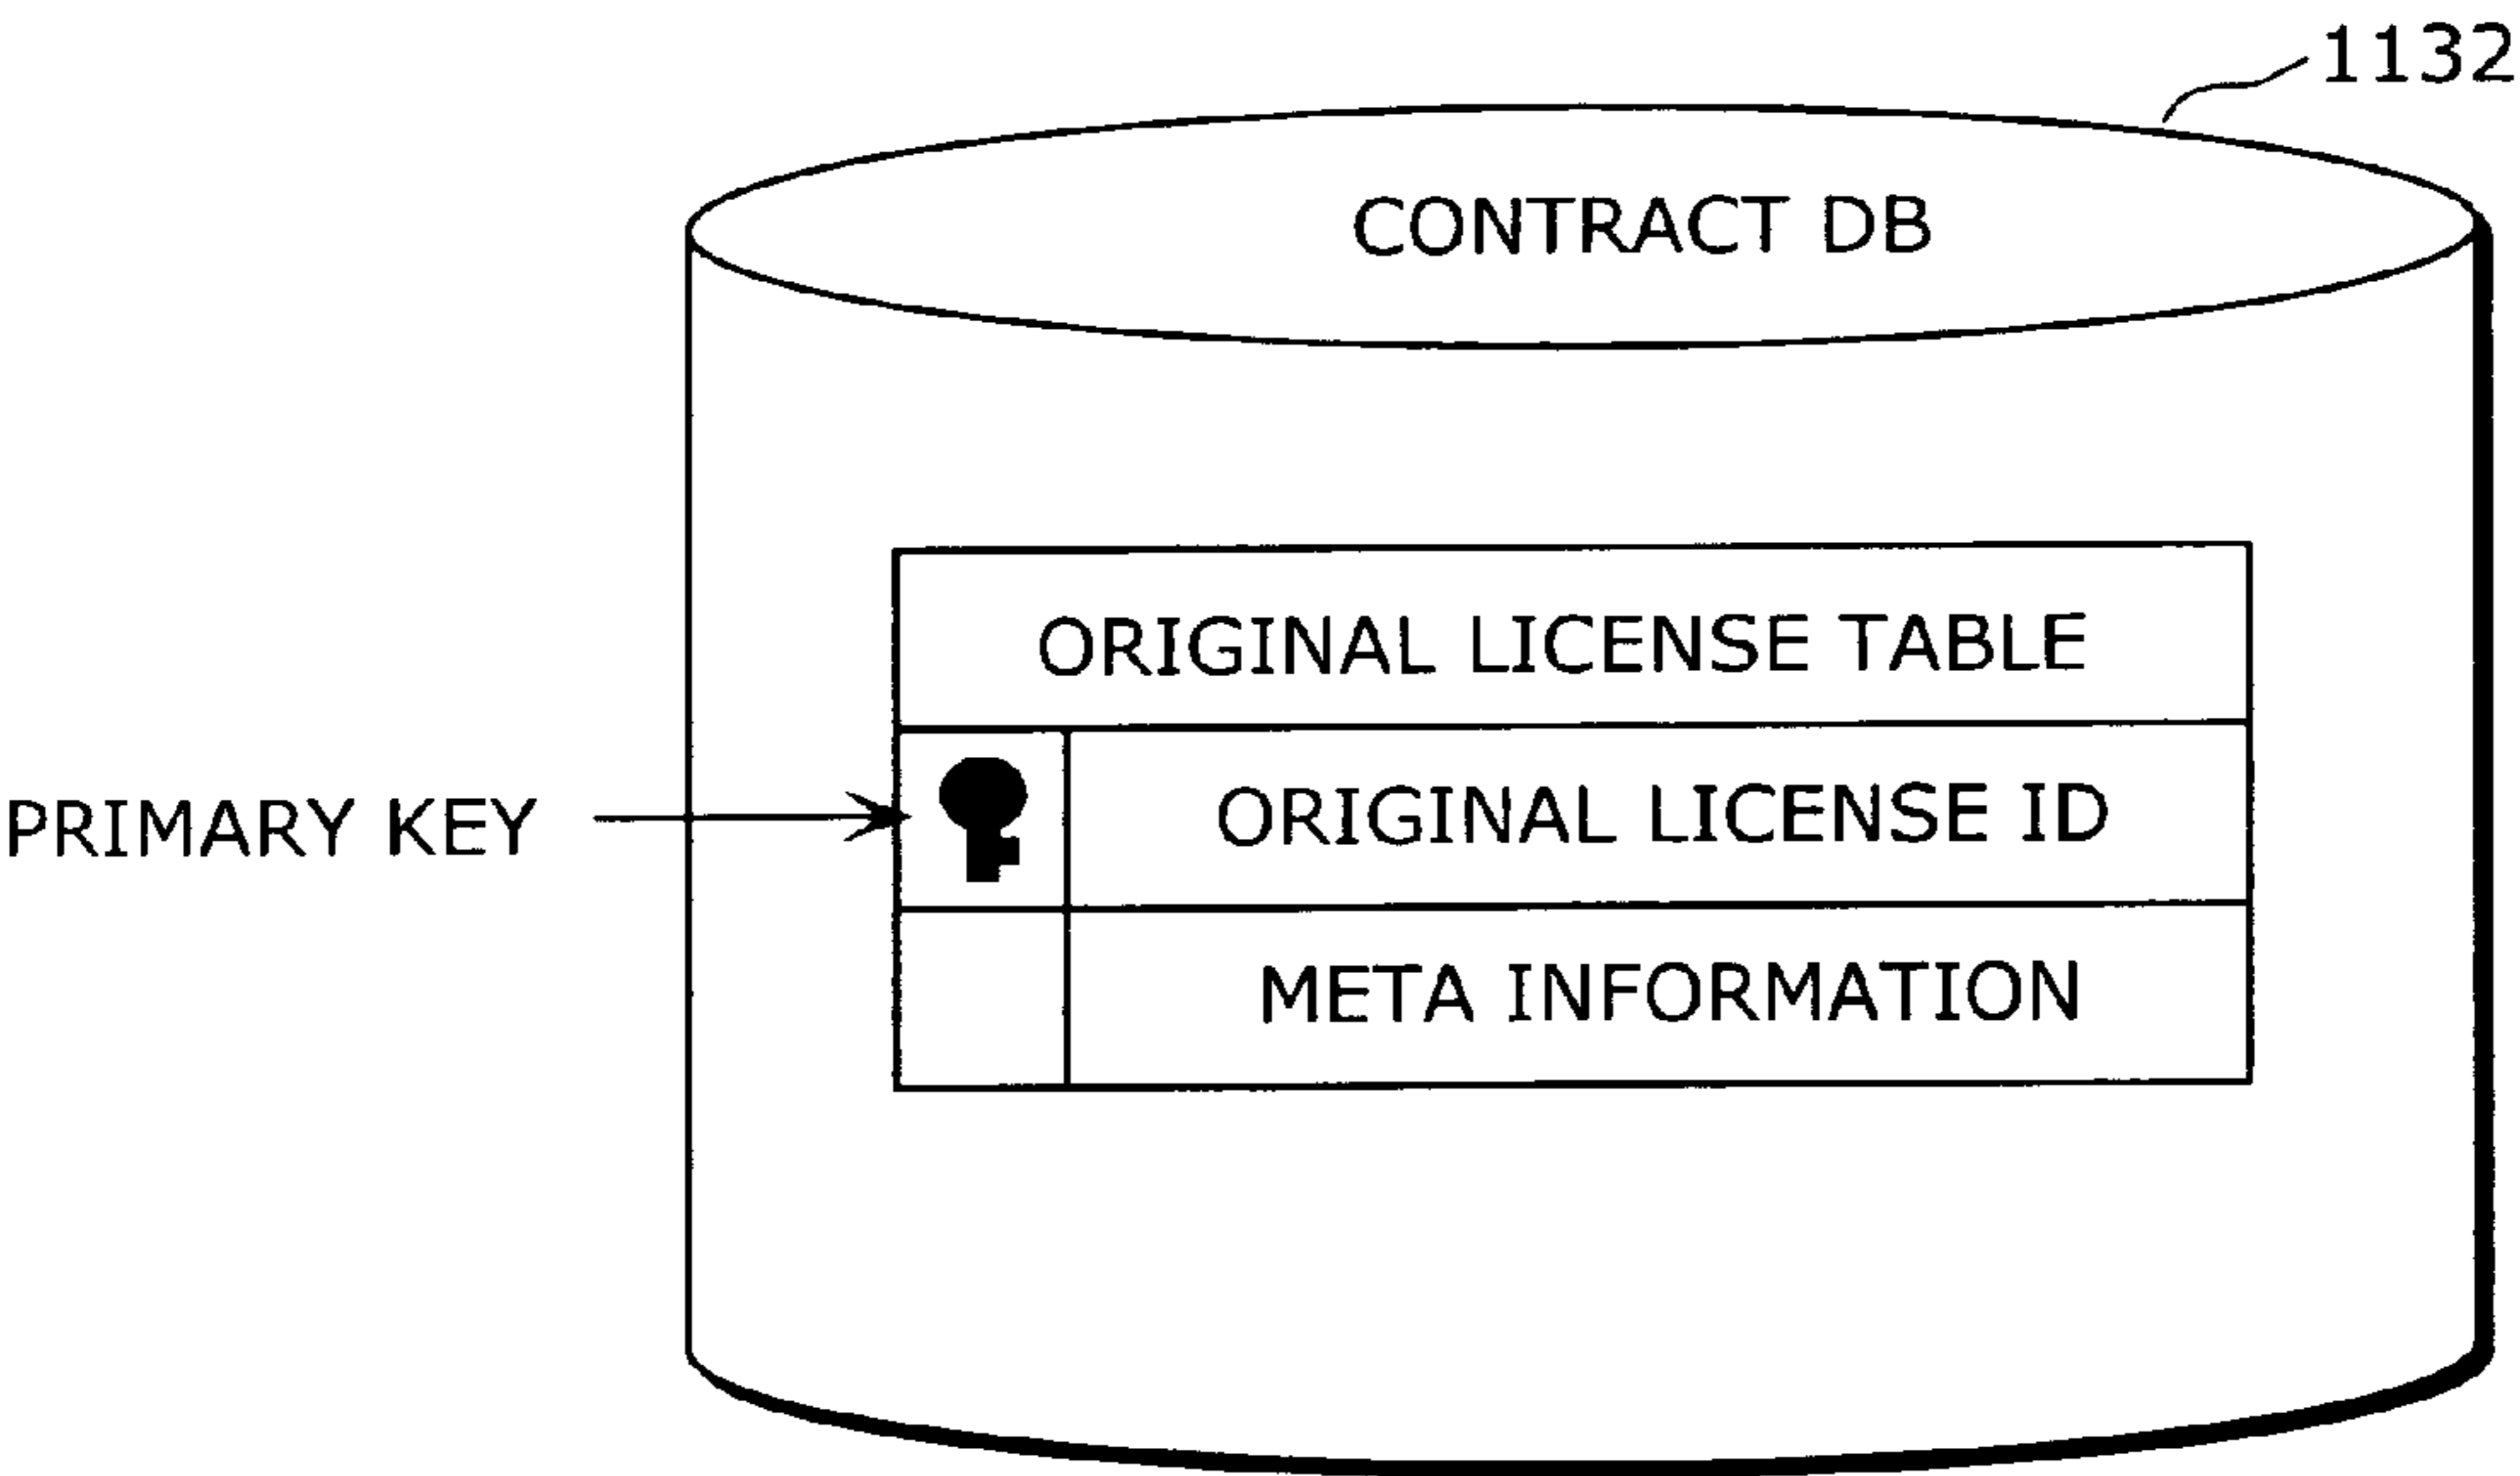 1132
CONTRACT DB
ORIGINAL LICENSE TABLE
PRIMARY KEY
ORIGINAL LICENSE ID
META INFORMATION